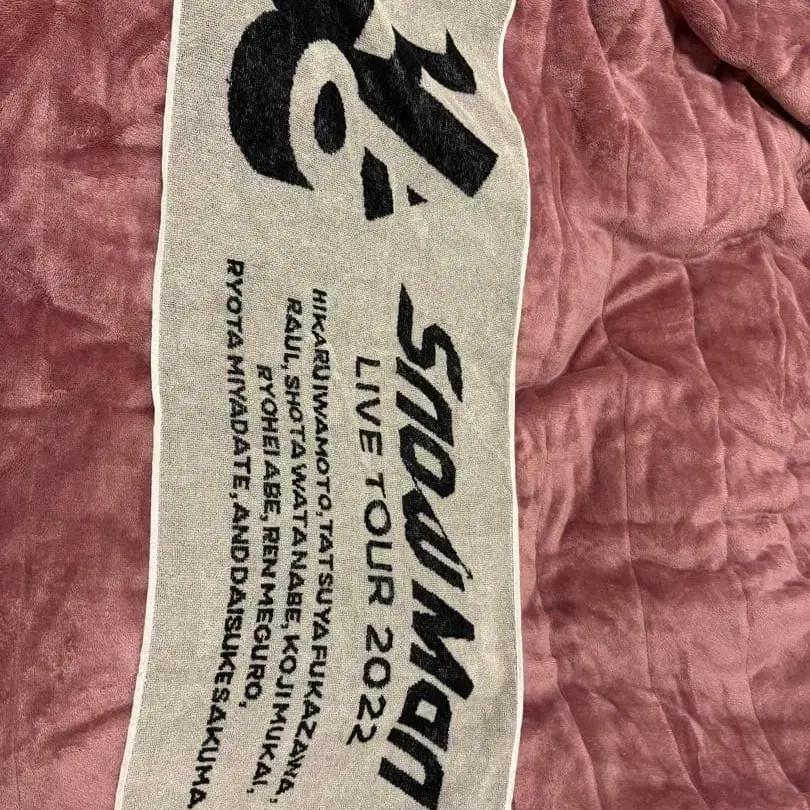 Snow Man
LIVE TOUR 2022
HIKARU IWAMOTO, TATSUYA FUKAZAWA,
RAUL, SHOTA WATANABE, KOJI MUKAI,
RYOHEI ABE, REN MEGURO,
RYOTA MIYADATE, AND DAISUKE SAKUMA